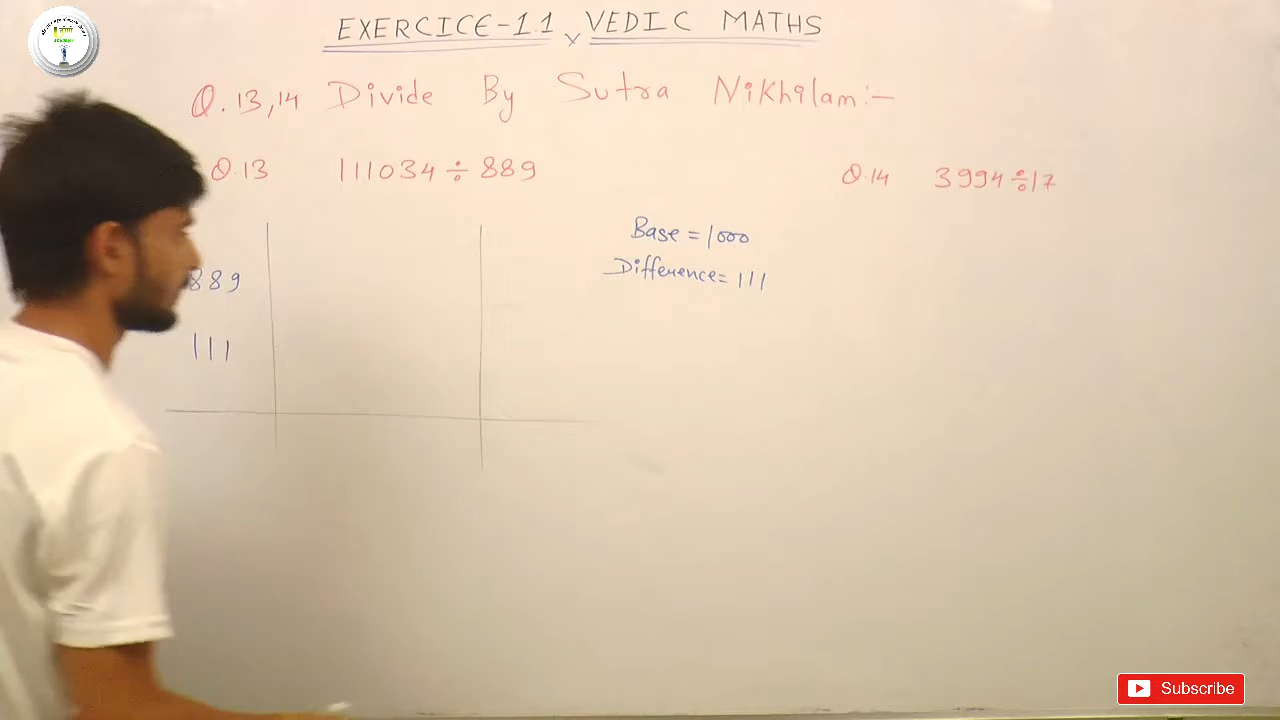 EXERCICE-1.1 VEDIC MATHS
Q.13,14 Divide By Sutra Nikhilam:-
Q.13 111034 ÷ 889
Q.14 3994 ÷ 17
Base = 1000
Difference = 111
889
111
Subscribe